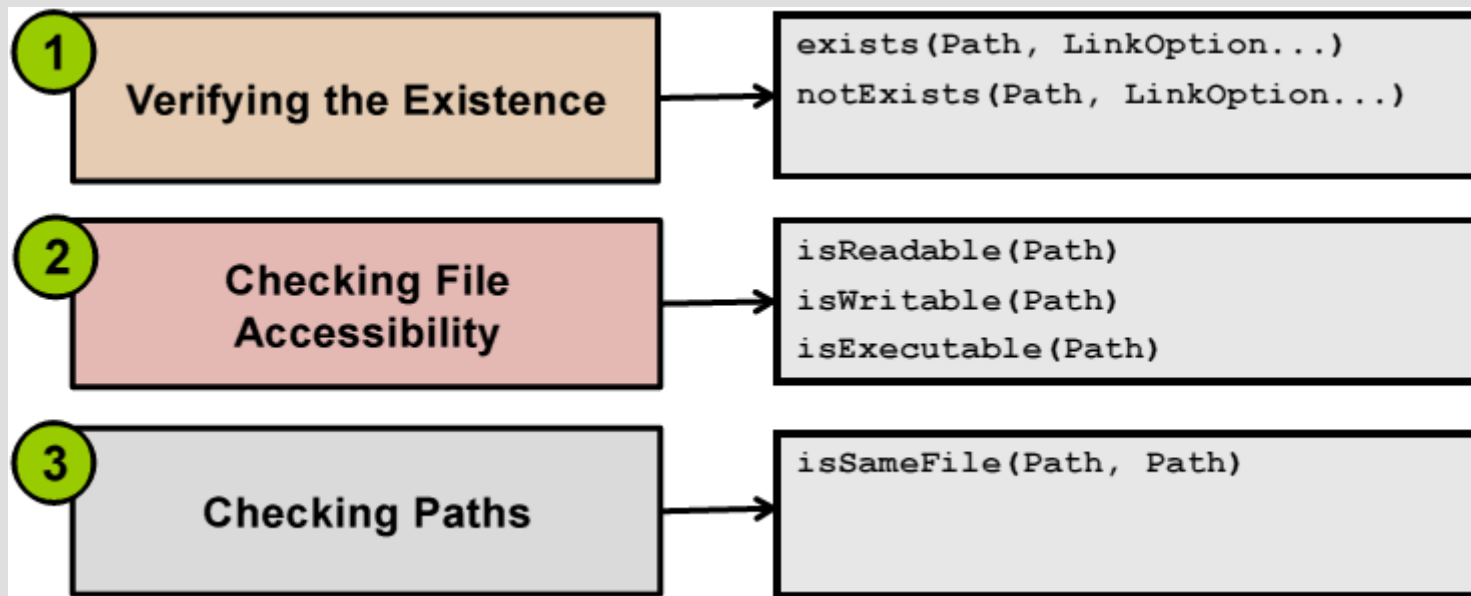 1
Verifying the Existence
exists(Path, LinkOption...)
notExists(Path, LinkOption...)
2
Checking File
Accessibility
isReadable(Path)
isWritable(Path)
isExecutable(Path)
3
Checking Paths
isSameFile(Path, Path)